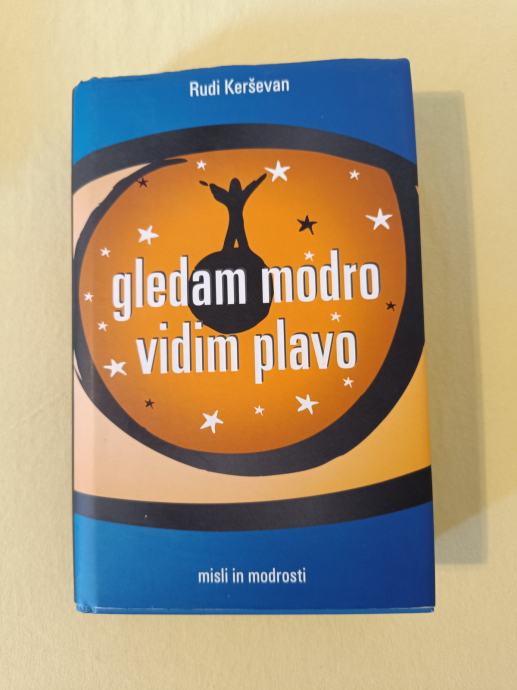 Rudi Kerševan
gledam modro
vidim plavo
misli in modrosti